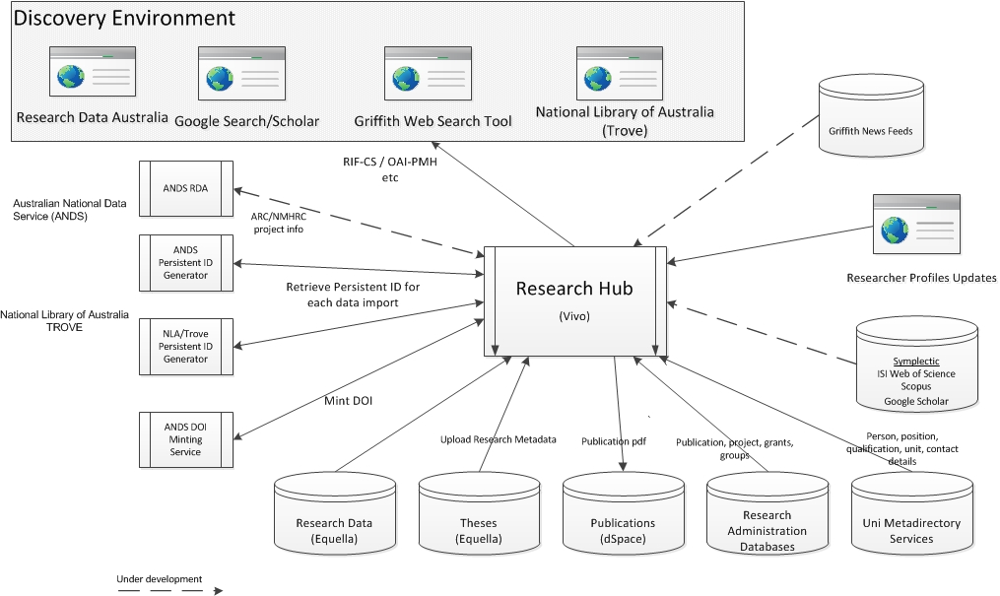 Discovery Environment
Research Data Australia
Google Search/Scholar
Griffith Web Search Tool
National Library of Australia
(Trove)
RIF-CS / OAI-PMH
etc
Griffith News Feeds
Australian National Data
Service (ANDS)
ANDS RDA
ARC/NMHRC
project info
ANDS
Persistent ID
Generator
Retrieve Persistent ID for
each data import
Research Hub
(Vivo)
Researcher Profiles Updates
National Library of Australia
TROVE
NLA/Trove
Persistent ID
Generator
Symplectic
ISI Web of Science
Scopus
Google Scholar
Mint DOI
ANDS DOI
Minting
Service
Upload Research Metadata
Publication pdf
Publication, project, grants,
groups
Person, position,
qualification, unit, contact
details
Research Data
(Equella)
Theses
(Equella)
Publications
(dSpace)
Research
Administration
Databases
Uni Metadirectory
Services
Under development